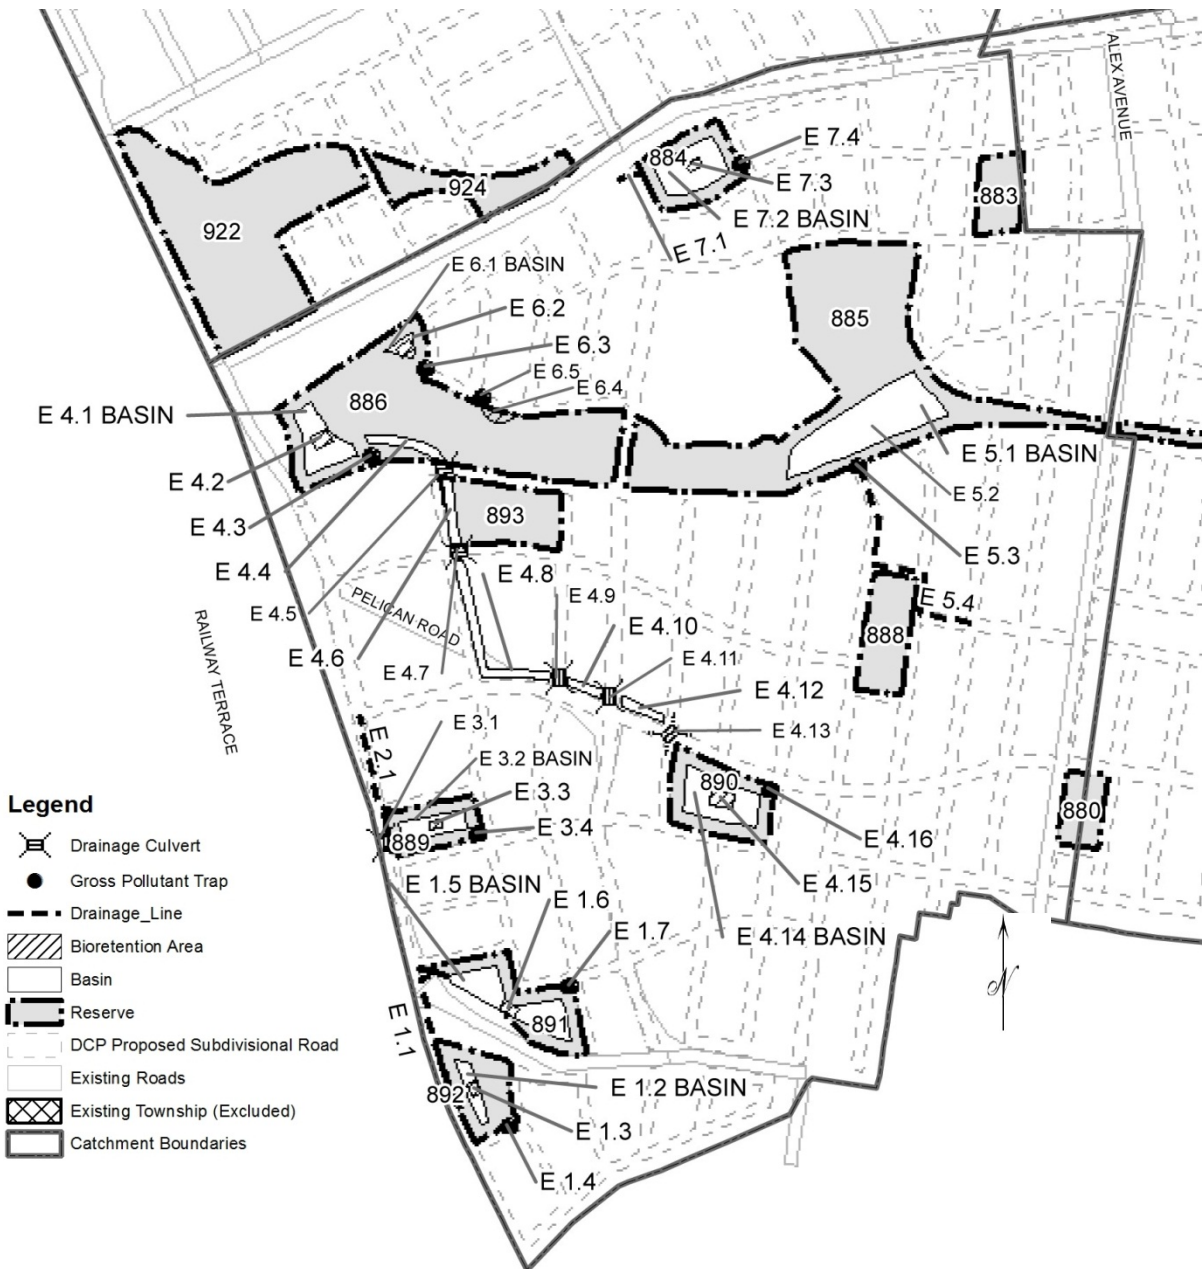 ALEX AVENUE
884
E 7.4
E 7.3
E 7.2 BASIN
E 7.1
883
924
922
E 6.1 BASIN
E 6.2
E 6.3
E 6.5
E 6.4
885
886
E 4.1 BASIN
E 4.2
E 4.3
E 4.4
E 4.5
E 4.6
E 4.7
893
E 5.1 BASIN
E 5.2
E 5.3
E 5.4
888
E 4.8
E 4.9
E 4.10
E 4.11
E 4.12
E 4.13
PELICAN ROAD
RAILWAY TERRACE
E 2.1
E 3.1
E 3.2 BASIN
E 3.3
E 3.4
889
890
880
E 4.16
E 4.15
E 4.14 BASIN
E 1.5 BASIN
E 1.6
E 1.7
891
E 1.1
892
E 1.2 BASIN
E 1.3
E 1.4
N
Legend
Drainage Culvert
Gross Pollutant Trap
Drainage_Line
Bioretention Area
Basin
Reserve
DCP Proposed Subdivisional Road
Existing Roads
Existing Township (Excluded)
Catchment Boundaries